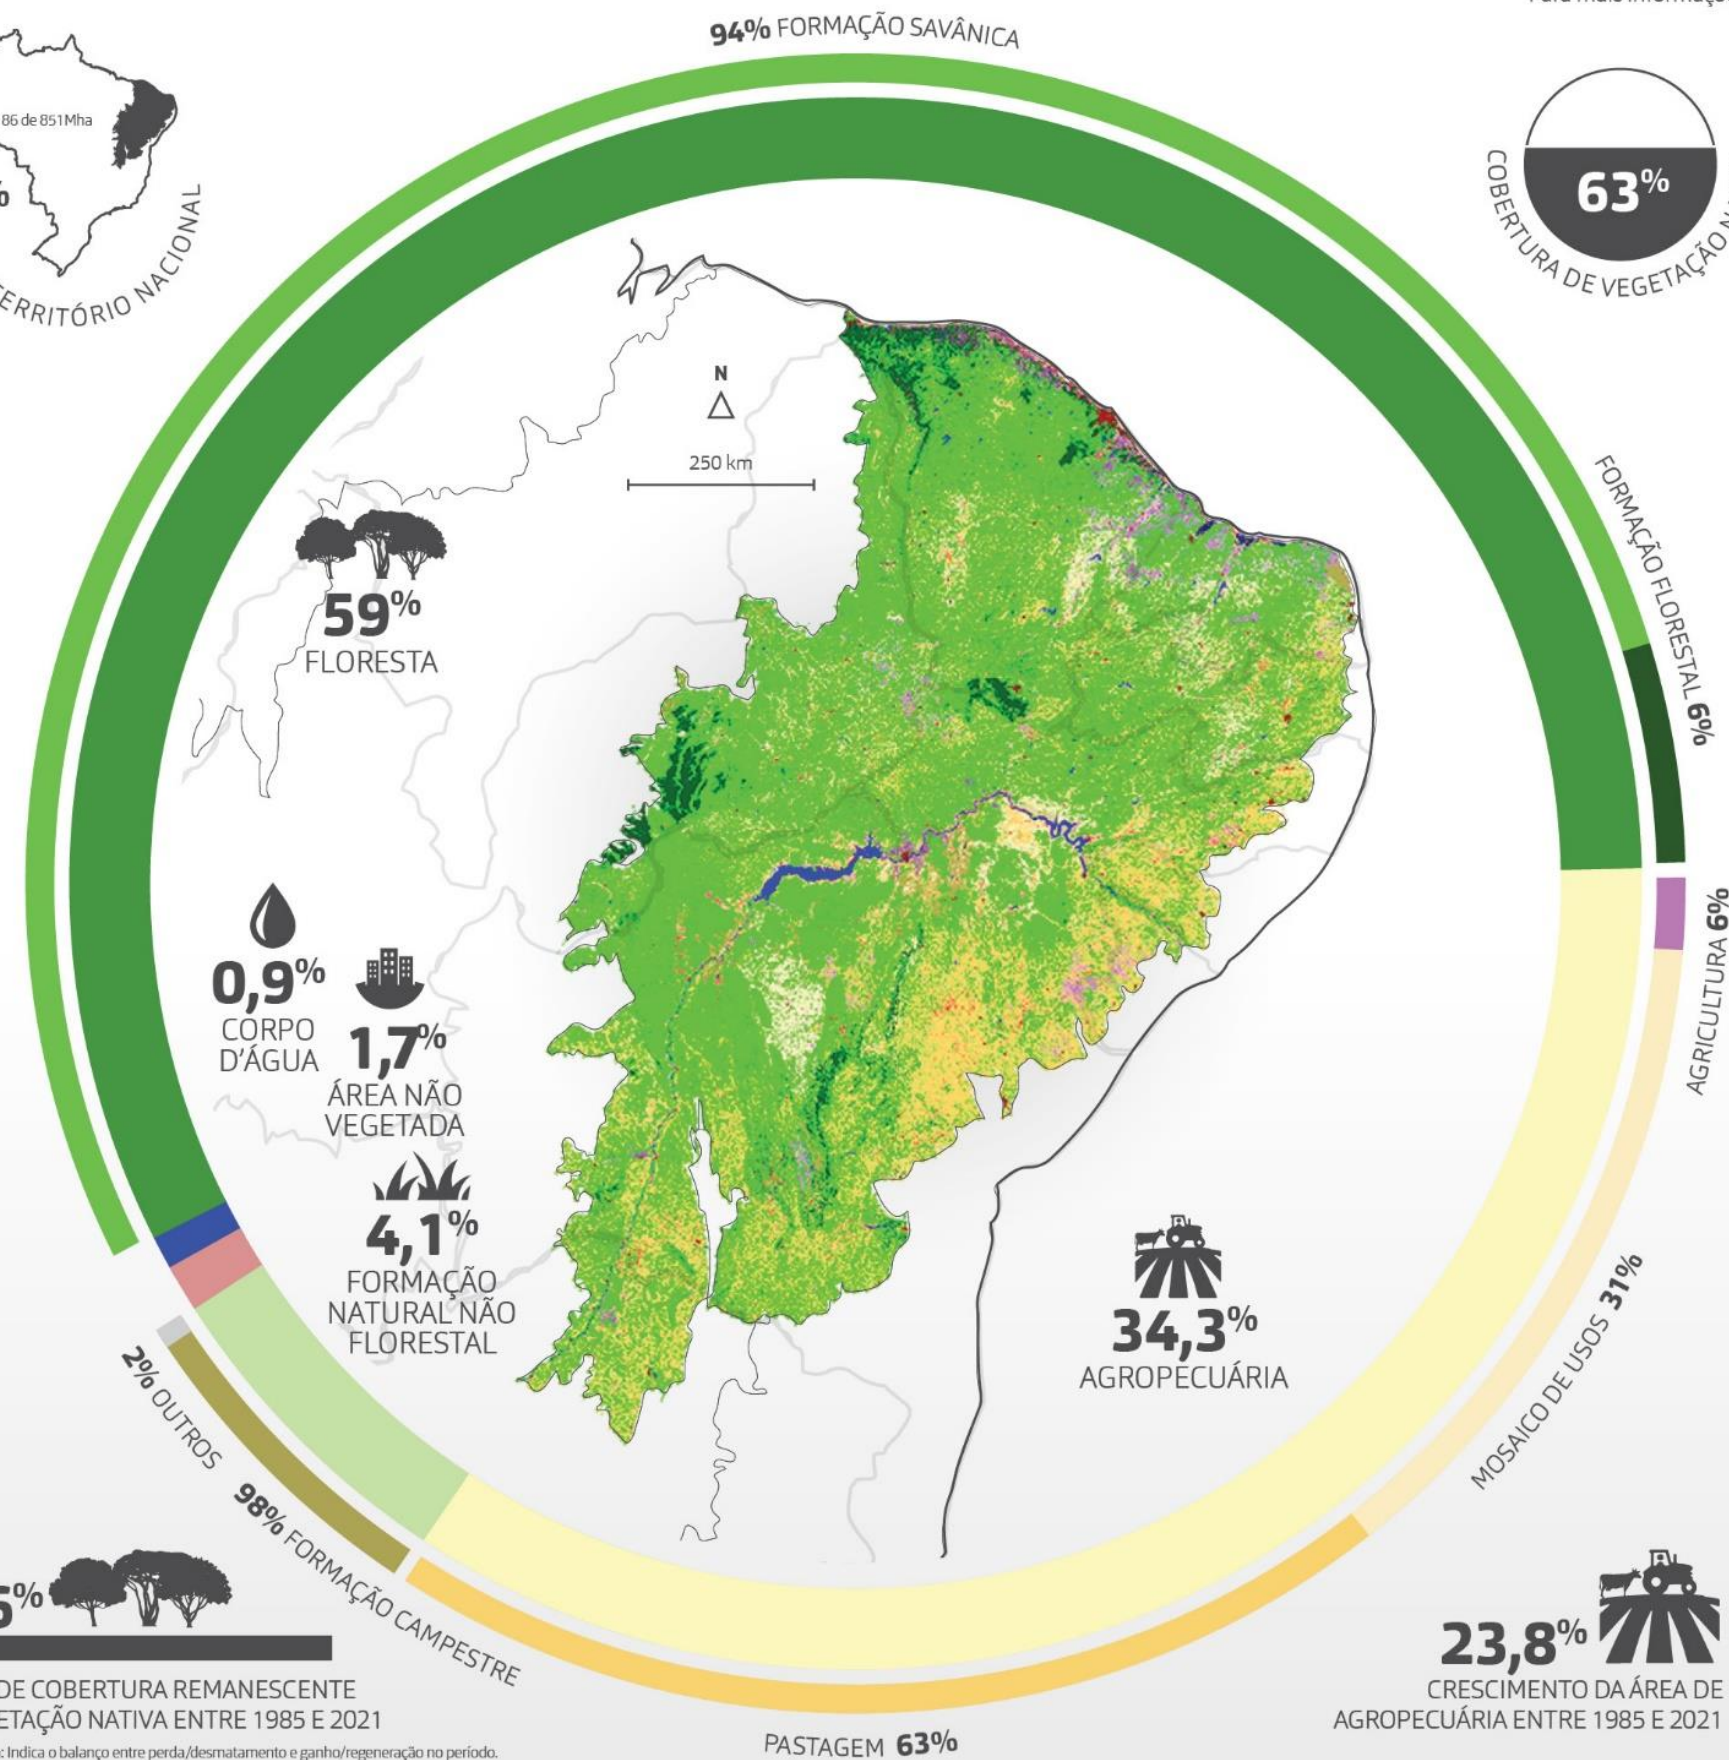 94% FORMAÇÃO SAVÂNICA
86 de 851Mha
TERRITÓRIO NACIONAL
63%
COBERTURA DE VEGETAÇÃO
N
250 km
59%
FLORESTA
FORMAÇÃO FLORESTAL 6%
0,9%
CORPO
D'ÁGUA
1,7%
ÁREA NÃO
VEGETADA
4,1%
FORMAÇÃO
NATURAL NÃO
FLORESTAL
AGRICULTURA 6%
34,3%
AGROPECUÁRIA
MOSAICO DE USOS 31%
2% OUTROS
98% FORMAÇÃO CAMPESTRE
PASTAGEM 63%
DE COBERTURA REMANESCENTE
NATIVA ENTRE 1985 E 2021
: Indica o balanço entre perda/desmatamento e ganho/regeneração no período.
23,8%
CRESCIMENTO DA ÁREA DE
AGROPECUÁRIA ENTRE 1985 E 2021